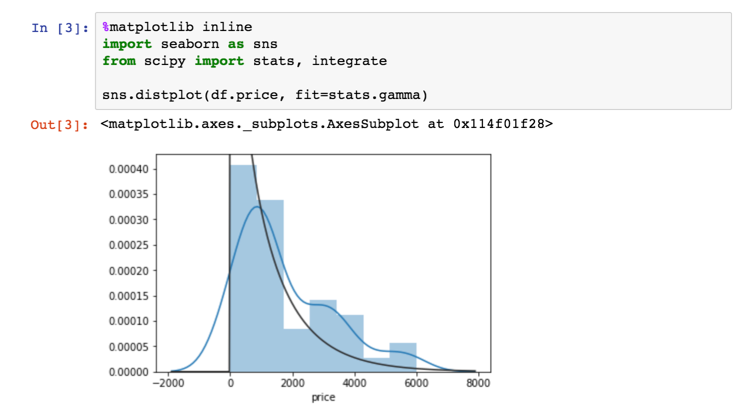 In [3]: %matplotlib inline
import seaborn as sns
from scipy import stats, integrate
sns.distplot(df.price, fit=stats.gamma)
Out[3]: <matplotlib.axes._subplots.AxesSubplot at 0x114f01f28>
0.00040
0.00035
0.00030
0.00025
0.00020
0.00015
0.00010
0.00005
0.00000
−2000 0 2000 4000 6000 8000
price